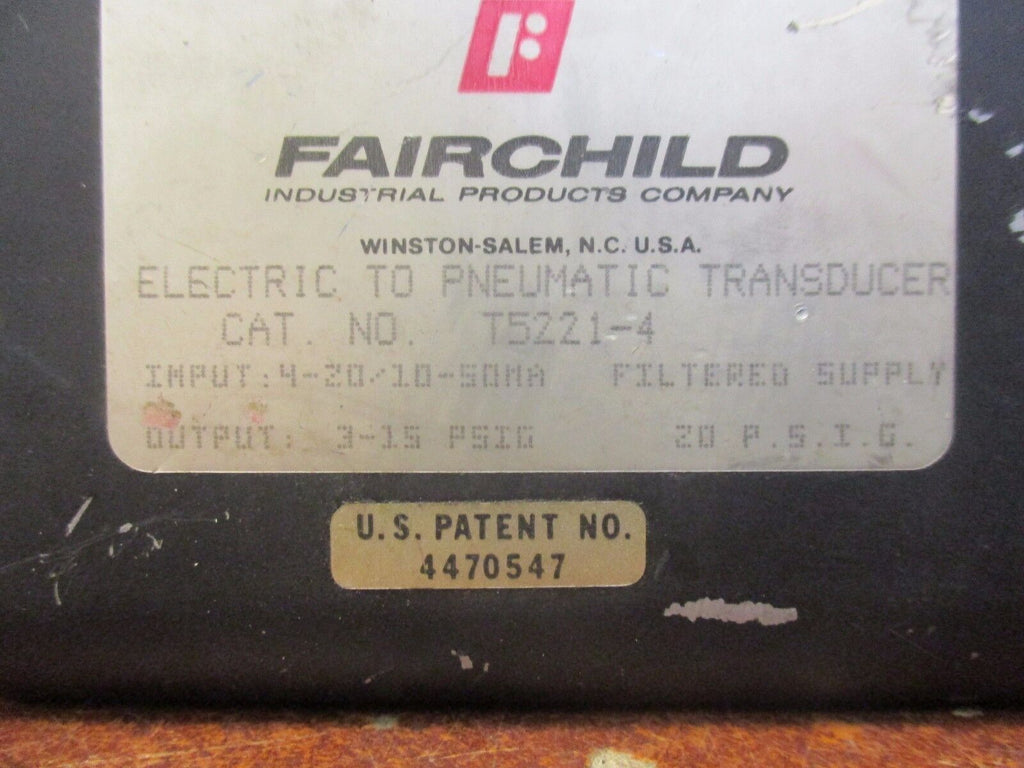 FAIRCHILD
INDUSTRIAL PRODUCTS COMPANY
WINSTON-SALEM, N.C. U.S.A.
ELECTRIC TO PNEUMATIC TRANSDUCER
CAT. NO. T5221-4
INPUT:4-20/10-50MA FILTERED SUPPLY
OUTPUT: 3-15 PSIG 20 P.S.I.G.
U.S. PATENT NO.
4470547